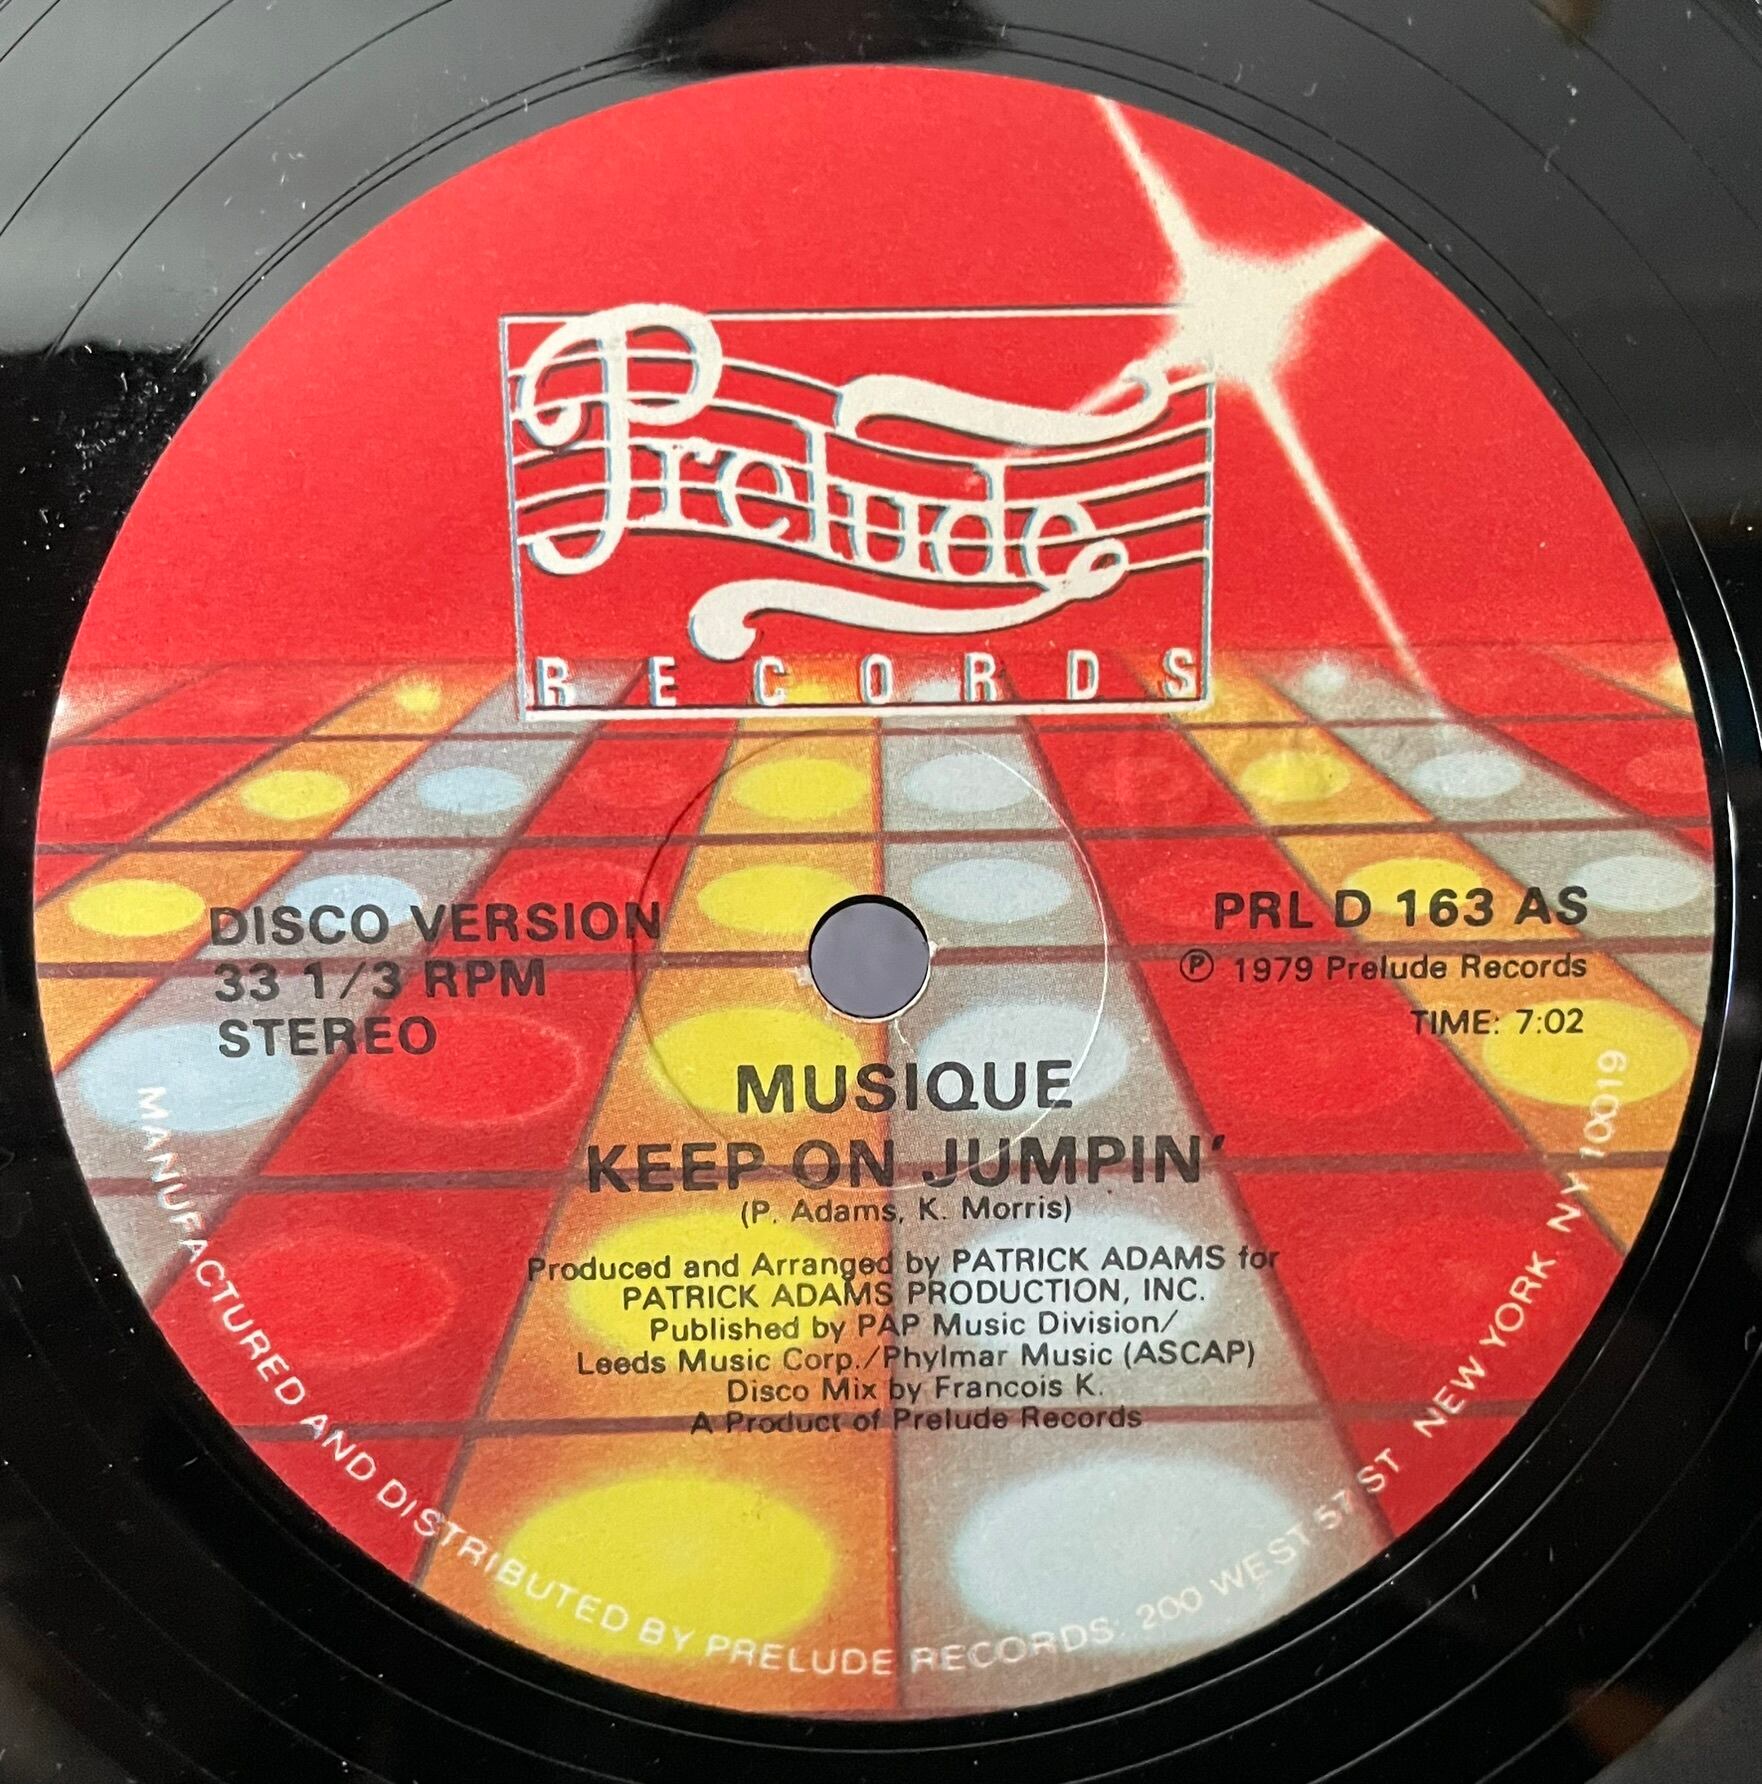 Prelude
RECORDS
DISCO VERSION
33 1/3 RPM
STEREO
PRL D 163 AS
℗ 1979 Prelude Records
TIME: 7:02
MUSIQUE
KEEP ON JUMPIN'
(P. Adams, K. Morris)
Produced and Arranged by PATRICK ADAMS for
PATRICK ADAMS PRODUCTION, INC.
Published by PAP Music Division/
Leeds Music Corp./Phylmar Music (ASCAP)
Disco Mix by Francois K.
A Product of Prelude Records
MANUFACTURED AND DISTRIBUTED BY PRELUDE RECORDS: 200 WEST 57 ST NEW YORK NY 10019